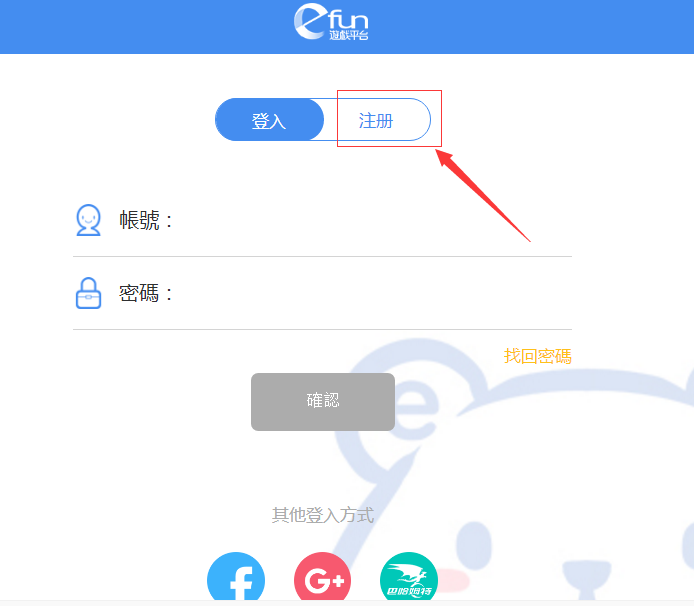 efun
遊戲平台
登入 注册
帳號：
密碼：
找回密碼
e
確認
其他登入方式
f G+ 巴哈姆特